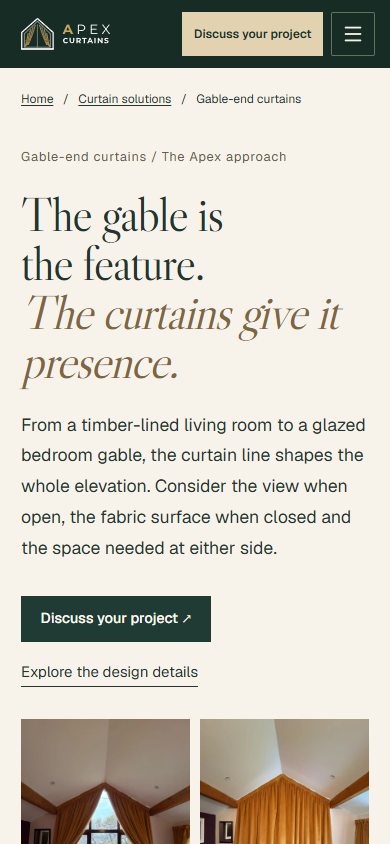 APEX
CURTAINS
Discuss your project
Home / Curtain solutions / Gable-end curtains
Gable-end curtains / The Apex approach
The gable is
the feature.
The curtains give it
presence.
From a timber-lined living room to a glazed
bedroom gable, the curtain line shapes the
whole elevation. Consider the view when
open, the fabric surface when closed and
the space needed at either side.
Discuss your project ↗
Explore the design details